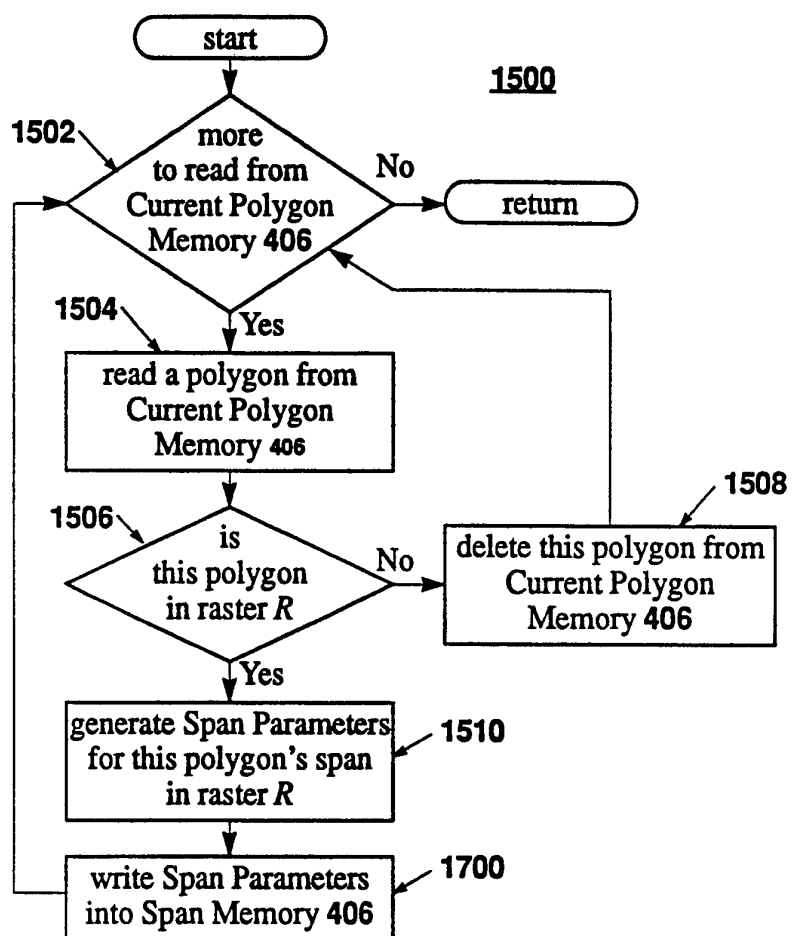 start
1500
1502
more
to read from
Current Polygon
Memory 406
No
return
Yes
1504
read a polygon from
Current Polygon
Memory 406
1506
is
this polygon
in raster R
No
1508
delete this polygon from
Current Polygon
Memory 406
Yes
generate Span Parameters
for this polygon's span
in raster R
1510
write Span Parameters
into Span Memory 406
1700